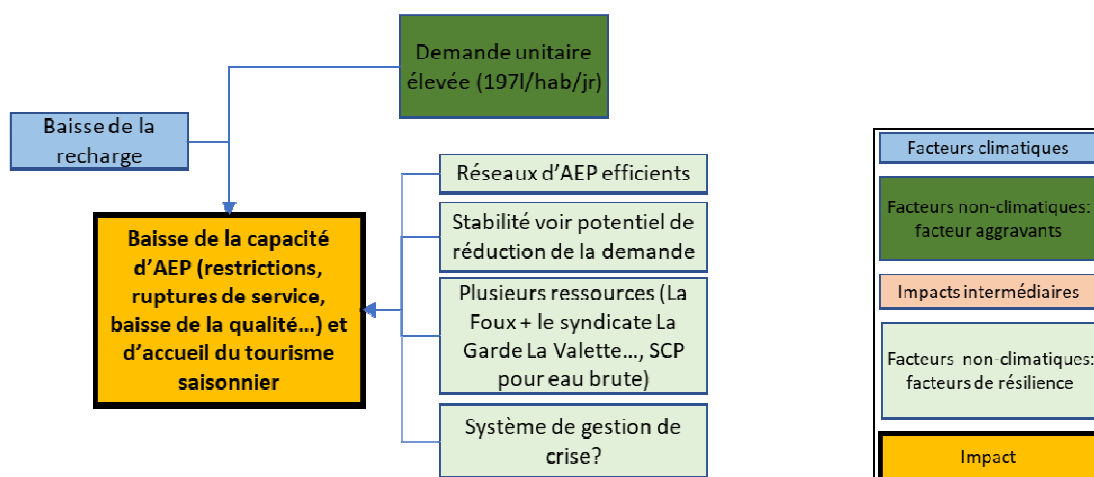 Demande unitaire
élevée (197l/hab/jr)
Baisse de la
recharge
Réseaux d'AEP efficients
Stabilité voir potentiel de
réduction de la demande
Baisse de la capacité
d'AEP (restrictions,
ruptures de service,
baisse de la qualité…) et
d'accueil du tourisme
saisonnier
Plusieurs ressources (La
Foux + le syndicate La
Garde La Valette…, SCP
pour eau brute)
Système de gestion de
crise?
Facteurs climatiques
Facteurs non-climatiques:
facteur aggravants
Impacts intermédiaires
Facteurs non-climatiques:
facteurs de résilience
Impact